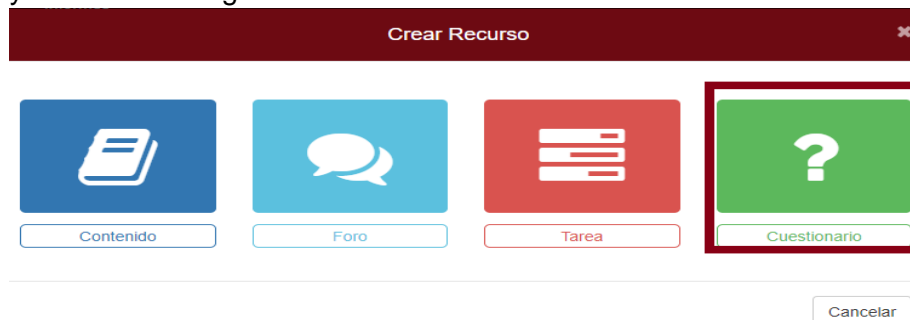 Crear Recurso
Contenido
Foro
Tarea
Cuestionario
Cancelar